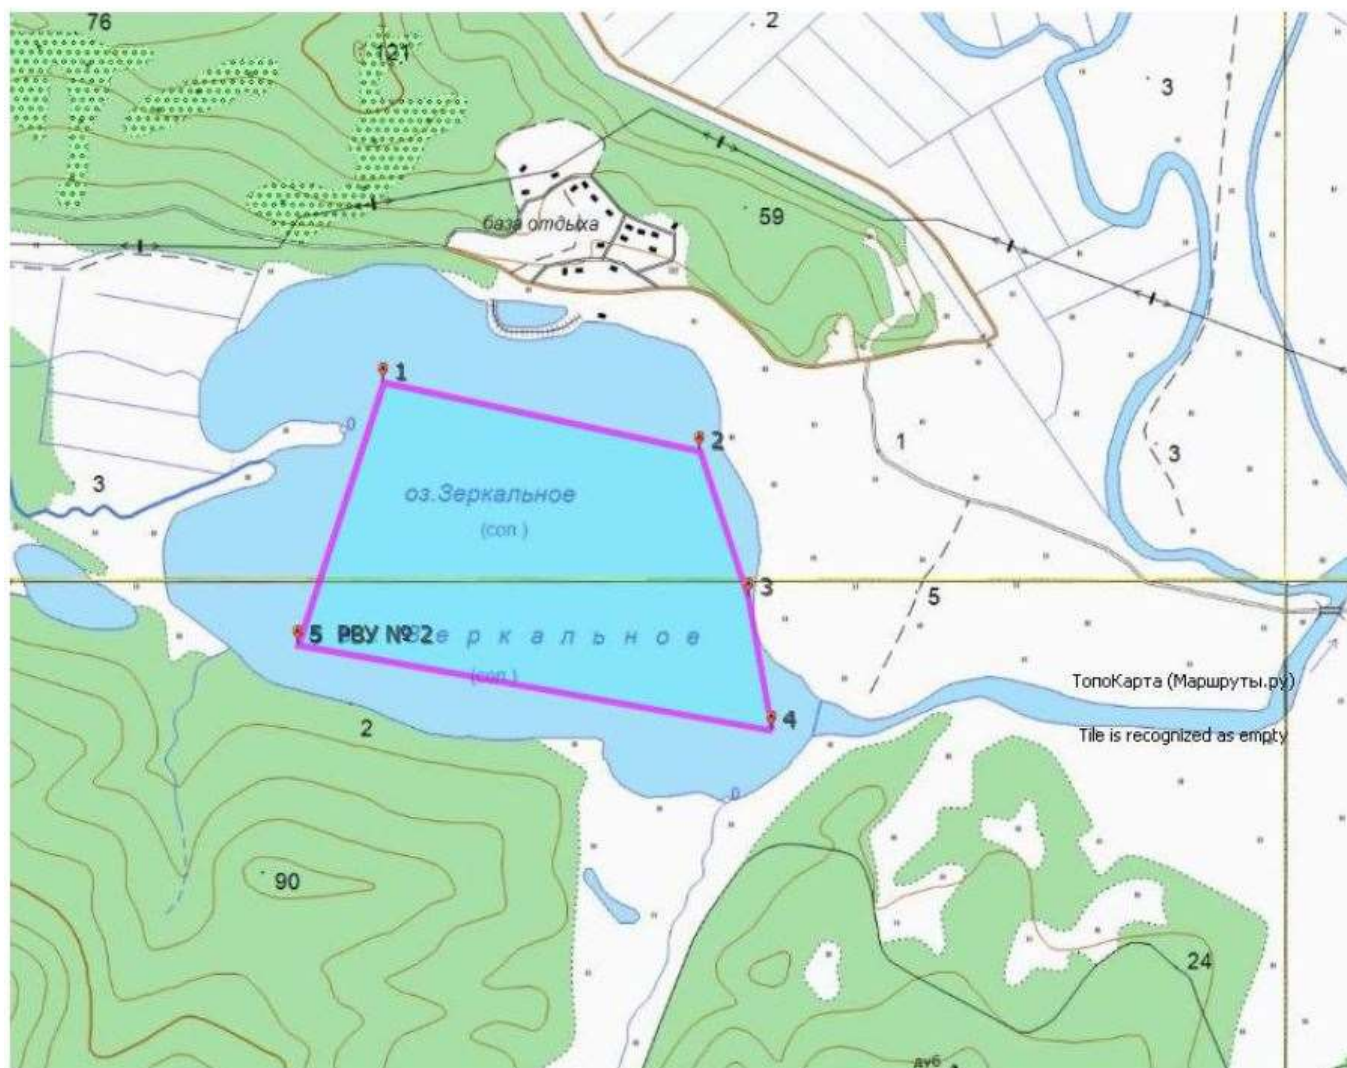 76
2
121
3
59
база отдыха
1
2
1
3
0
3
оз.Зеркальное
(сол.)
3
5
5 РВУ № 2
Зеркальное
(сол.)
ТопоКарта (Маршруты.ру)
4
2
Tile is recognized as empty
0
90
24
дуб